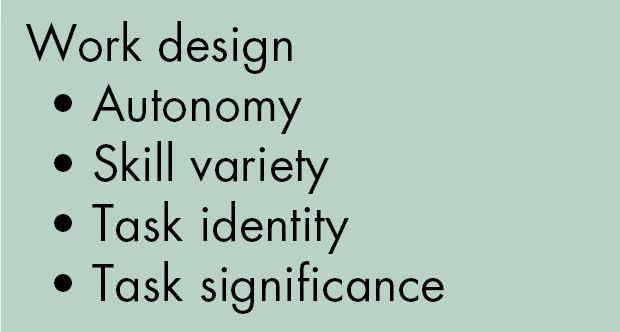 Work design
• Autonomy
• Skill variety
• Task identity
• Task significance